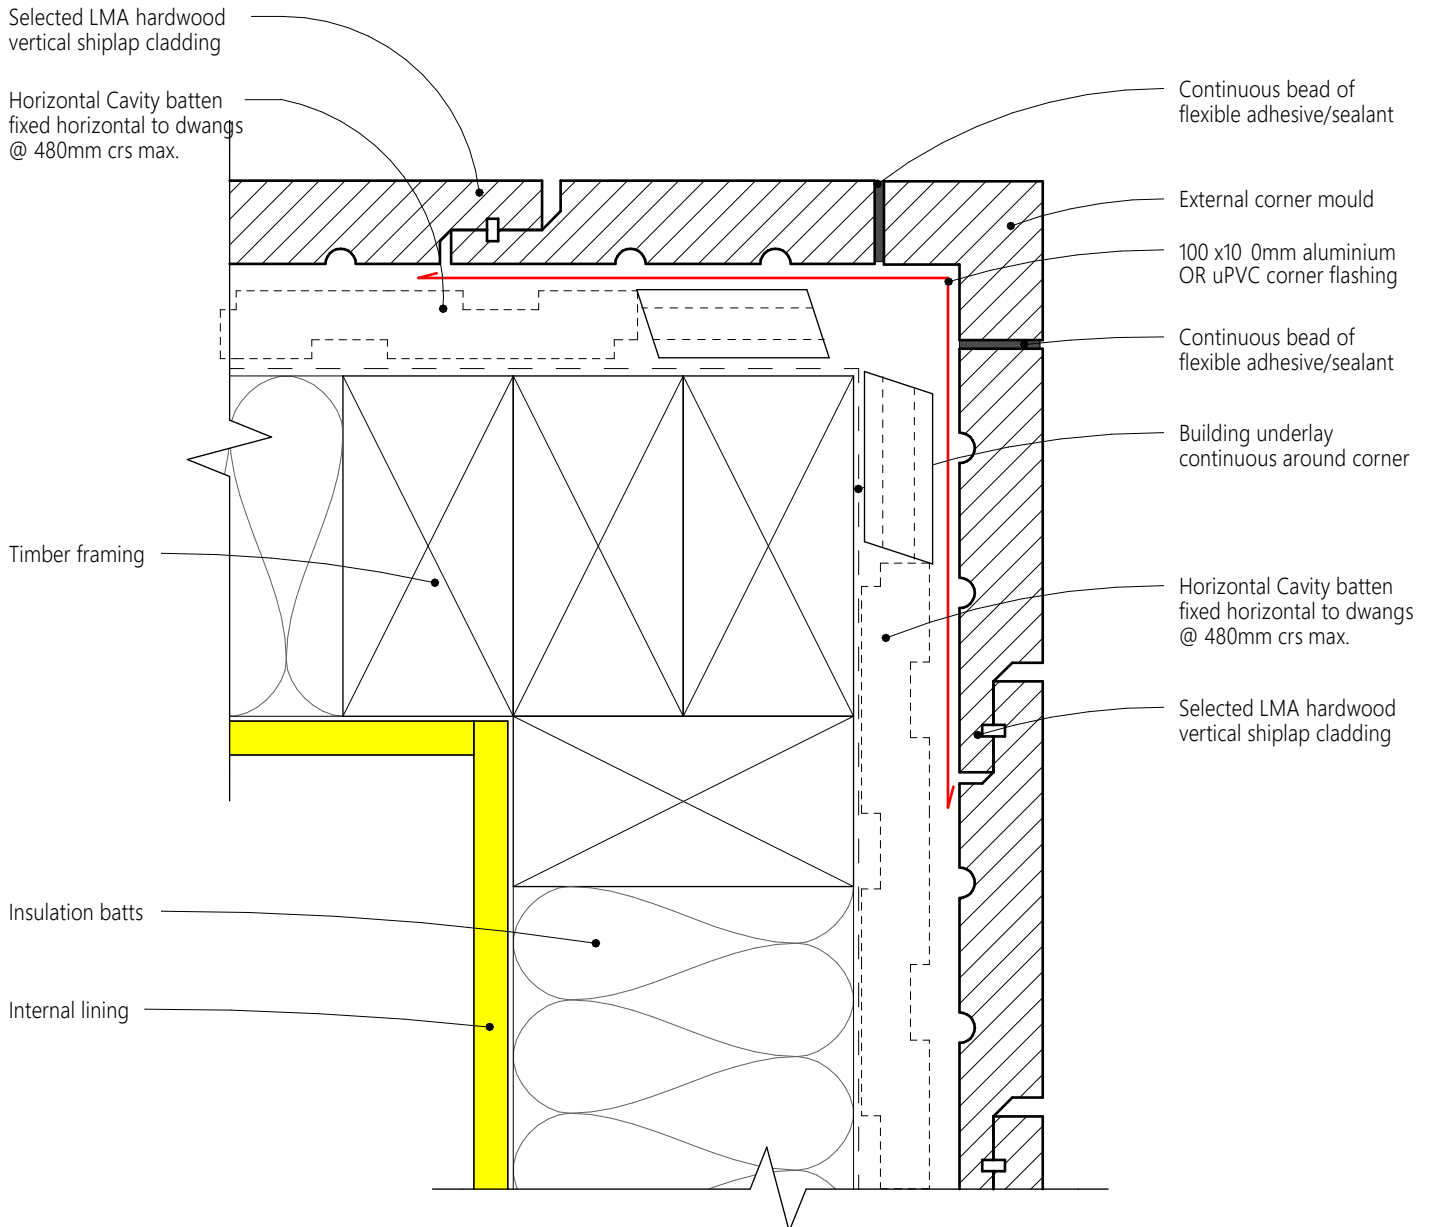 Selected LMA hardwood
vertical shiplap cladding
Horizontal Cavity batten
fixed horizontal to dwangs
@ 480mm crs max.
Timber framing
Insulation batts
Internal lining
Continuous bead of
flexible adhesive/sealant
External corner mould
100 x10 0mm aluminium
OR uPVC corner flashing
Continuous bead of
flexible adhesive/sealant
Building underlay
continuous around corner
Horizontal Cavity batten
fixed horizontal to dwangs
@ 480mm crs max.
Selected LMA hardwood
vertical shiplap cladding